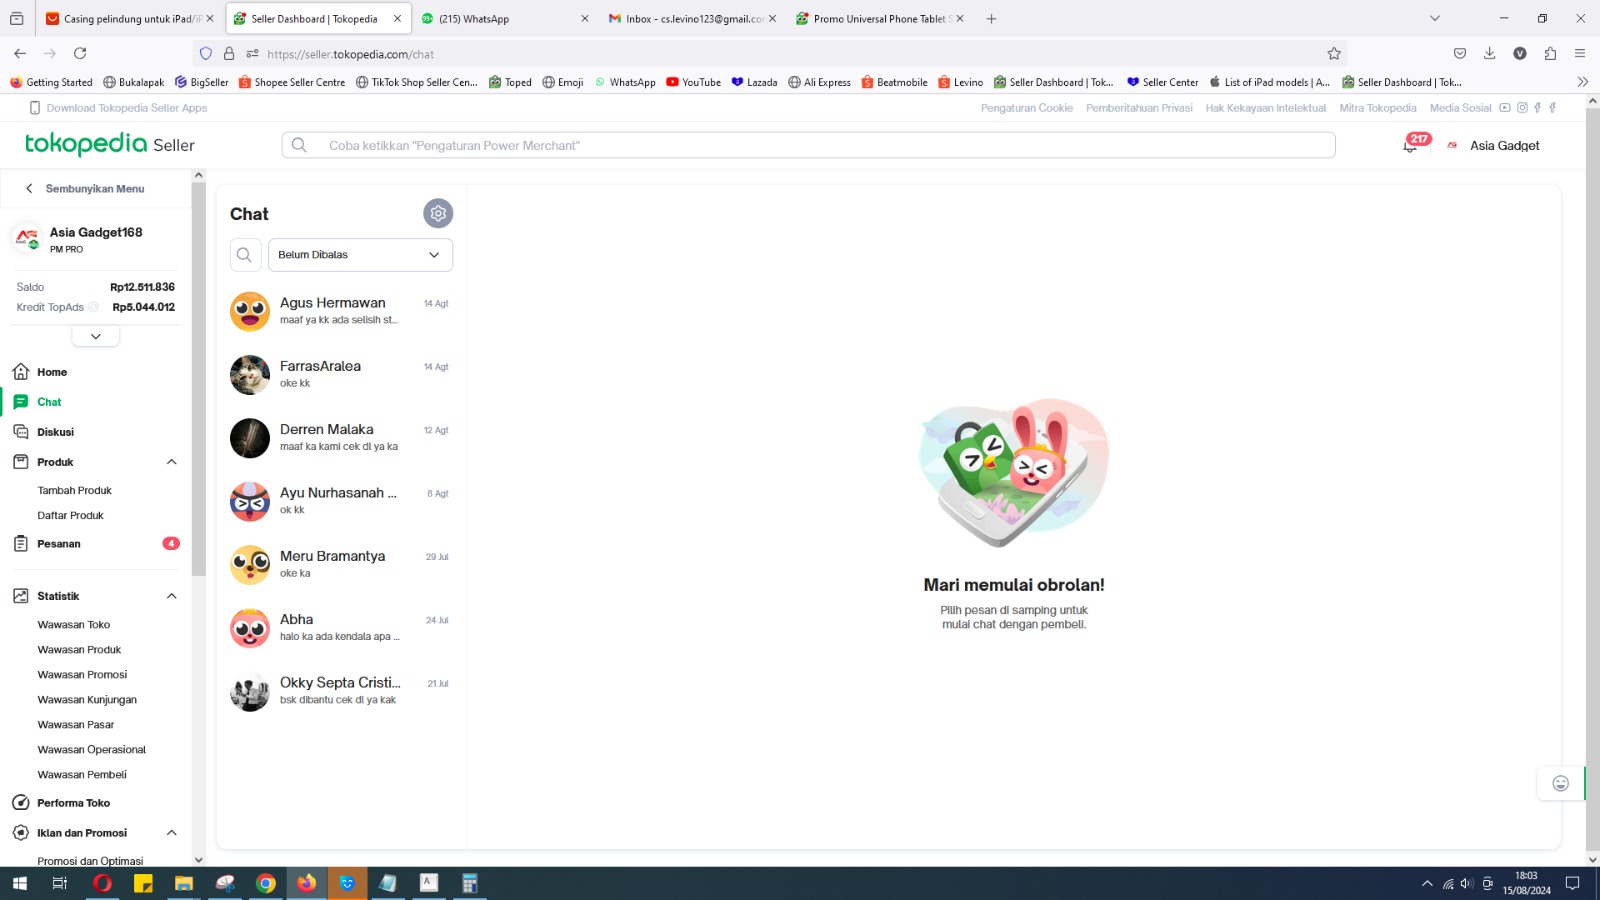 Casing pelindung untuk iPad/iP
Seller Dashboard | Tokopedia
(215) WhatsApp
Inbox - cs.levino123@gmail.co
Promo Universal Phone Tablet S
https://seller.tokopedia.com/chat
Getting Started
Bukalapak
BigSeller
Shopee Seller Centre
TikTok Shop Seller Cen...
Toped
Emoji
WhatsApp
YouTube
Lazada
Ali Express
Beatmobile
Levino
Seller Dashboard | Tok...
Seller Center
List of iPad models | A...
Seller Dashboard | Tok...
Download Tokopedia Seller Apps
Pengaturan Cookie
Pemberitahuan Privasi
Hak Kekayaan Intelektual
Mitra Tokopedia
Media Sosial
tokopedia Seller
Coba ketikkan "Pengaturan Power Merchant"
217
Asia Gadget
Sembunyikan Menu
Asia Gadget168
PM PRO
Saldo Rp12.511.836
Kredit TopAds Rp5.044.012
Home
Chat
Diskusi
Produk
Tambah Produk
Daftar Produk
Pesanan 4
Statistik
Wawasan Toko
Wawasan Produk
Wawasan Promosi
Wawasan Kunjungan
Wawasan Pasar
Wawasan Operasional
Wawasan Pembeli
Performa Toko
Iklan dan Promosi
Promosi dan Optimasi
Chat
Belum Dibalas
Agus Hermawan 14 Agt
maaf ya kk ada selisih st...
FarrasAralea 14 Agt
oke kk
Derren Malaka 12 Agt
maaf ka kami cek dl ya ka
Ayu Nurhasanah ... 8 Agt
ok kk
Meru Bramantya 29 Jul
oke ka
Abha 24 Jul
halo ka ada kendala apa ...
Okky Septa Cristi... 21 Jul
bsk dibantu cek dl ya kak
Mari memulai obrolan!
Pilih pesan di samping untuk
mulai chat dengan pembeli.
18:03
15/08/2024